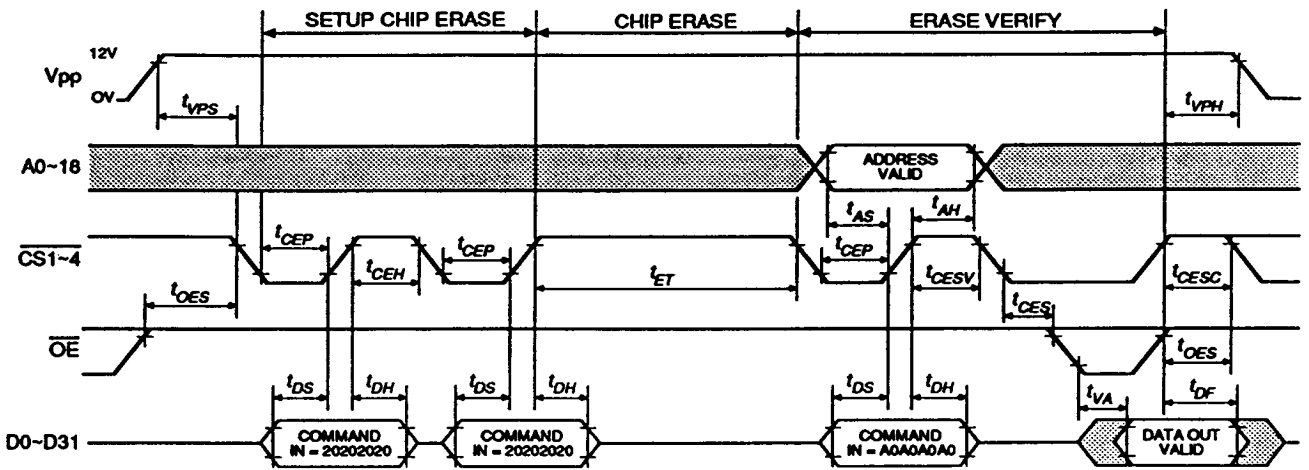 SETUP CHIP ERASE CHIP ERASE ERASE VERIFY
12V
Vpp
OV
tVPS tVPH
A0~18 ADDRESS VALID
tAS tAH
CS1~4 tCEP tCEH tCEP tET tCEP tCESV tCES tCESC
tOES
OE tOES
tDS tDH tDS tDH tDS tDH tVA tDF
D0~D31
COMMAND
IN = 20202020
COMMAND
IN = 20202020
COMMAND
IN = A0A0A0A0
DATA OUT
VALID